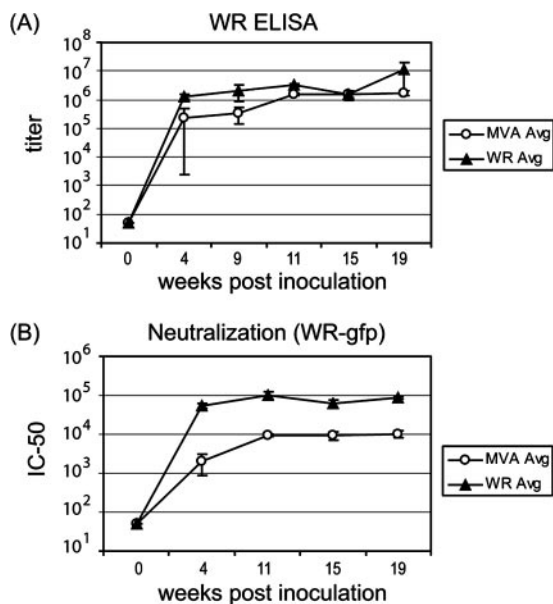 (A) WR ELISA
10^8
10^7
10^6
10^5
10^4
10^3
10^2
10^1
titer
0 4 9 11 15 19
weeks post inoculation
MVA Avg
WR Avg
(B) Neutralization (WR-gfp)
10^6
10^5
10^4
10^3
10^2
10^1
IC-50
0 4 11 15 19
weeks post inoculation
MVA Avg
WR Avg